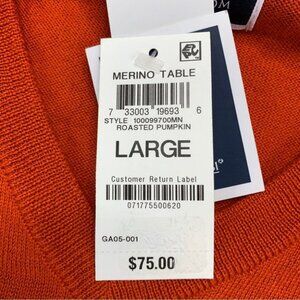 OM
MERINO TABLE
7 33003 19693 6
STYLE 100099700MN
ROASTED PUMPKIN
LARGE
Customer Return Label
071775500620
GA05-001
$75.00